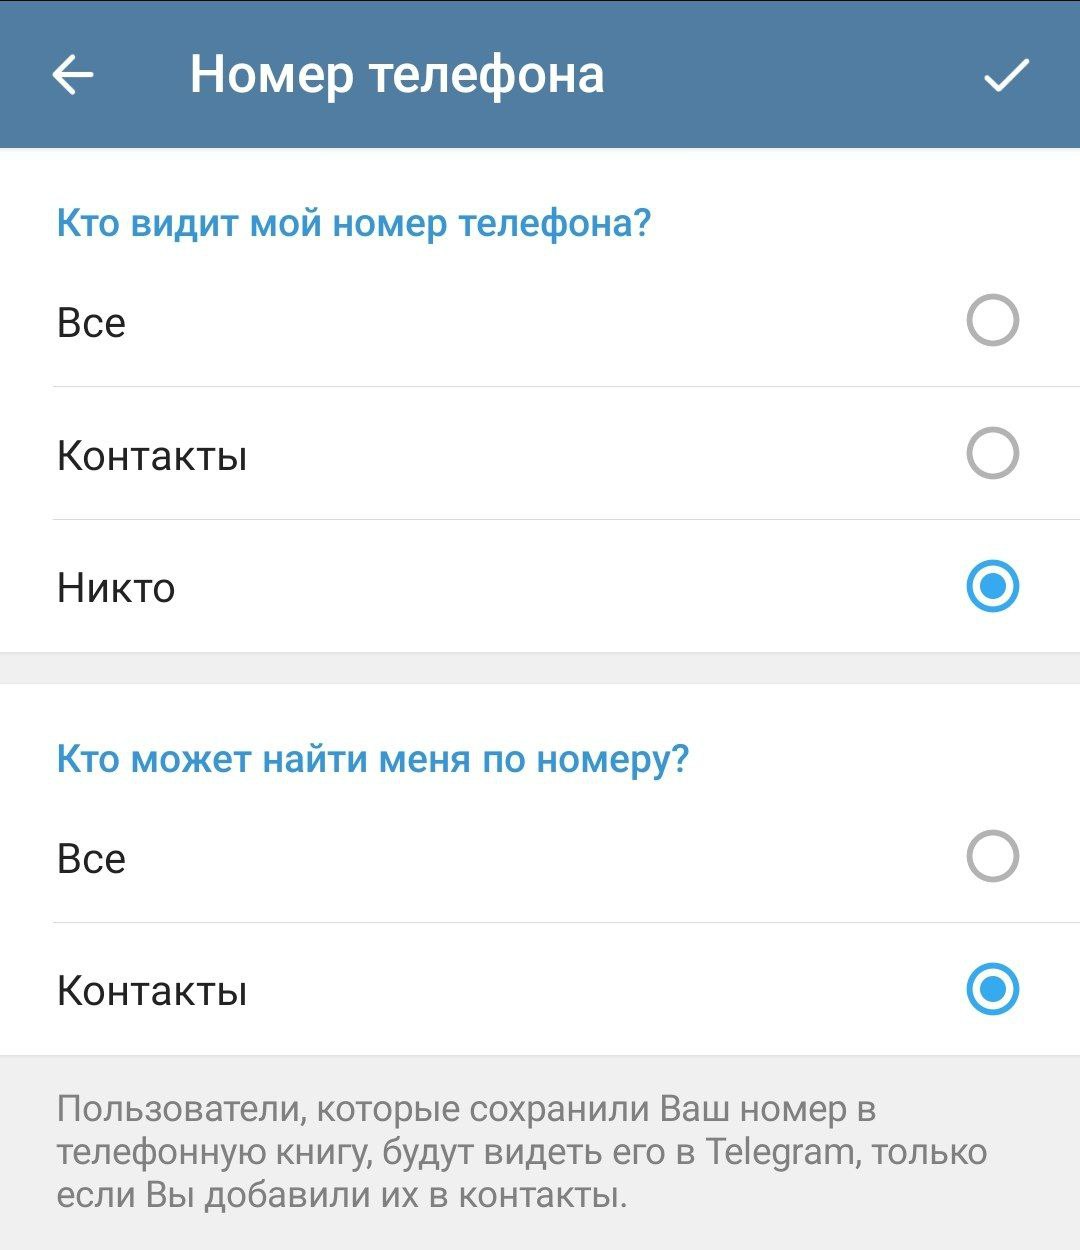 Номер телефона
Кто видит мой номер телефона?
Все
Контакты
Никто
Кто может найти меня по номеру?
Все
Контакты
Пользователи, которые сохранили Ваш номер в
телефонную книгу, будут видеть его в Telegram, только
если Вы добавили их в контакты.